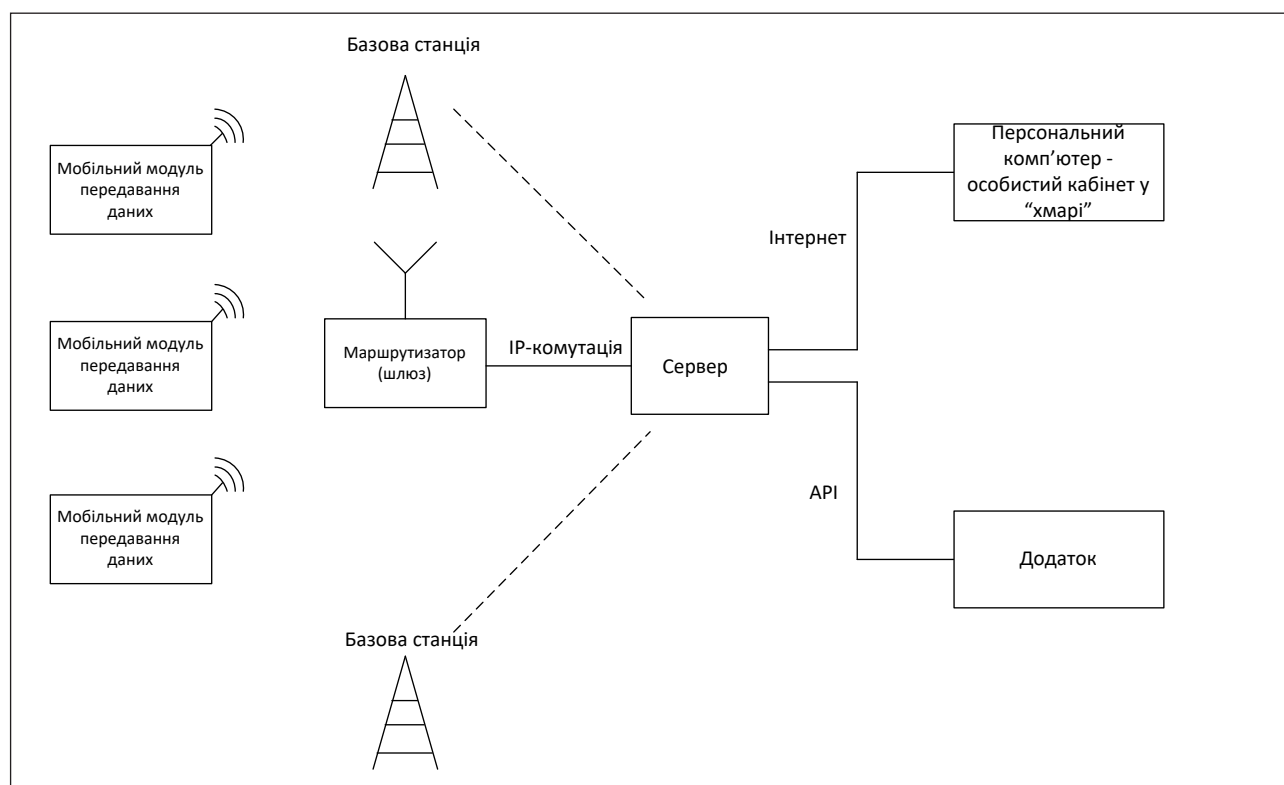 Базова станція
Мобільний модуль
передавання
даних
Персональний
комп’ютер -
особистий кабінет у
“хмарі”
Інтернет
Мобільний модуль
передавання
даних
Маршрутизатор
(шлюз)
IP-комутація
Сервер
Мобільний модуль
передавання
даних
API
Додаток
Базова станція